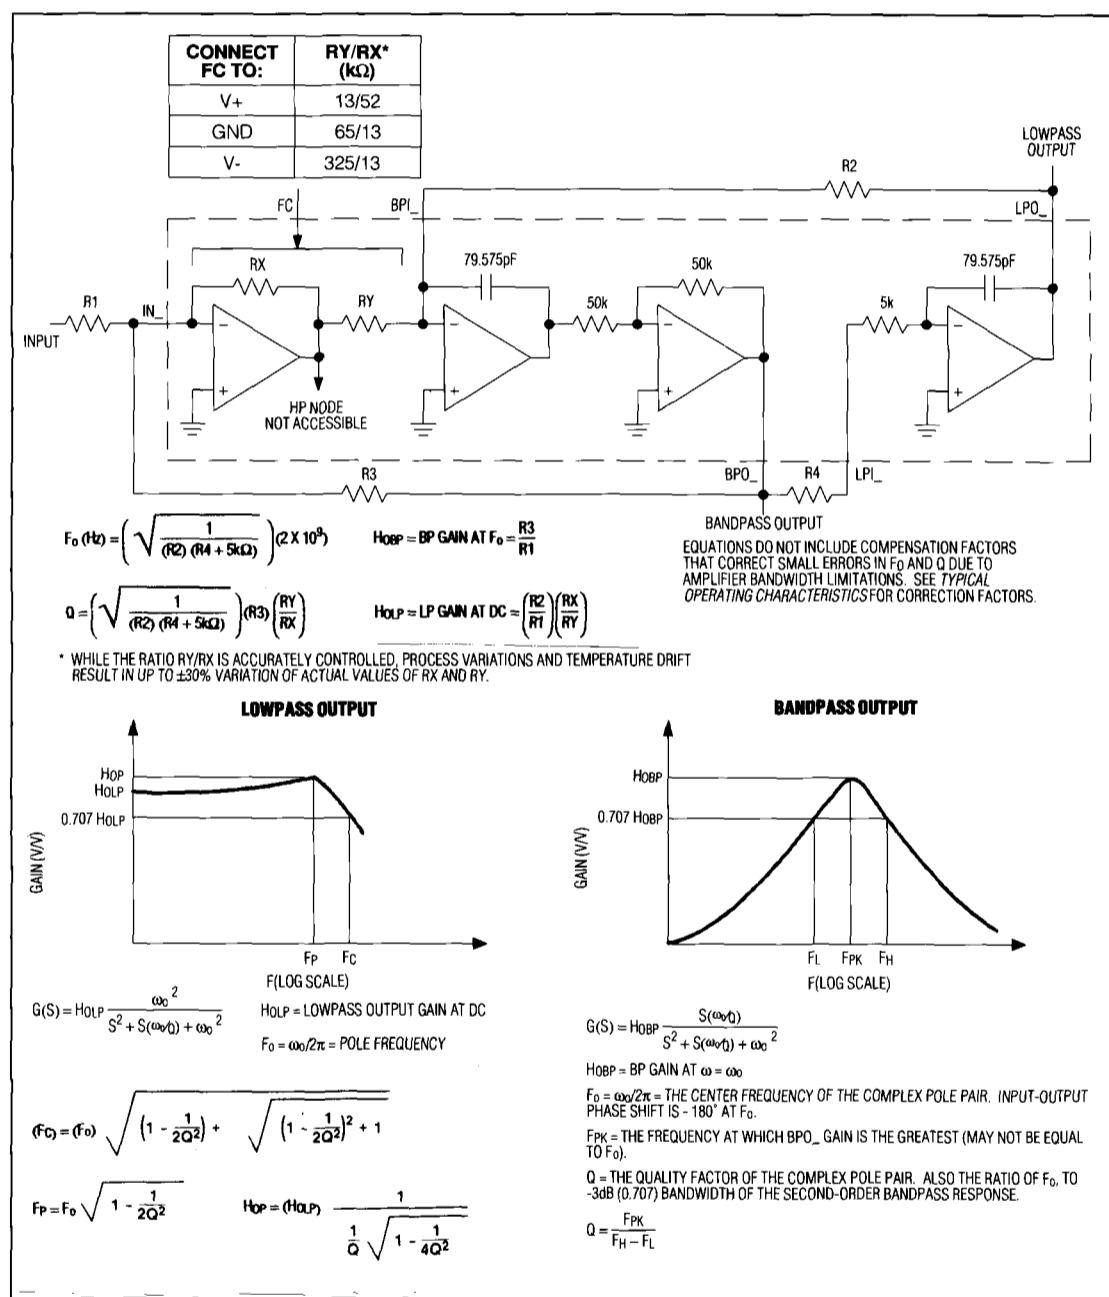 CONNECT FC TO: RY/RX* (kΩ)
V+ 13/52
GND 65/13
V- 325/13
LOWPASS
OUTPUT
R2
FC
BPI_
LPO_
RX
79.575pF
50k
79.575pF
R1
IN_
RY
50k
5k
INPUT
HP NODE
NOT ACCESSIBLE
R3
BPO_
R4
LPI_
BANDPASS OUTPUT
F₀ (Hz) = (√(1 / ((R2) (R4 + 5kΩ)))) (2 X 10⁹)
H₀BP = BP GAIN AT F₀ = R3/R1
EQUATIONS DO NOT INCLUDE COMPENSATION FACTORS
THAT CORRECT SMALL ERRORS IN F₀ AND Q DUE TO
AMPLIFIER BANDWIDTH LIMITATIONS. SEE TYPICAL
OPERATING CHARACTERISTICS FOR CORRECTION FACTORS.
Q = (√(1 / ((R2) (R4 + 5kΩ)))) (R3) (RY/RX)
H₀LP = LP GAIN AT DC = (R2/R1) (RX/RY)
* WHILE THE RATIO RY/RX IS ACCURATELY CONTROLLED, PROCESS VARIATIONS AND TEMPERATURE DRIFT
RESULT IN UP TO ±30% VARIATION OF ACTUAL VALUES OF RX AND RY.
LOWPASS OUTPUT
HOP
HOLP
0.707 HOLP
GAIN (V/V)
FP
FC
F(LOG SCALE)
G(S) = HOLP ω₀² / (S² + S(ω₀/Q) + ω₀²)
HOLP = LOWPASS OUTPUT GAIN AT DC
F₀ = ω₀/2π = POLE FREQUENCY
(FC) = (F₀) √((1 - 1/2Q²) + √((1 - 1/2Q²)² + 1))
FP = F₀ √(1 - 1/2Q²)
HOP = (HOLP) 1 / (1/Q √(1 - 1/4Q²))
BANDPASS OUTPUT
HOBP
0.707 HOBP
GAIN (V/V)
FL
FPK
FH
F(LOG SCALE)
G(S) = HOBP S(ω₀/Q) / (S² + S(ω₀/Q) + ω₀²)
HOBP = BP GAIN AT ω = ω₀
F₀ = ω₀/2π = THE CENTER FREQUENCY OF THE COMPLEX POLE PAIR. INPUT-OUTPUT
PHASE SHIFT IS - 180° AT F₀.
FPK = THE FREQUENCY AT WHICH BPO_ GAIN IS THE GREATEST (MAY NOT BE EQUAL
TO F₀).
Q = THE QUALITY FACTOR OF THE COMPLEX POLE PAIR. ALSO THE RATIO OF F₀, TO
-3dB (0.707) BANDWIDTH OF THE SECOND-ORDER BANDPASS RESPONSE.
Q = FPK / (FH – FL)